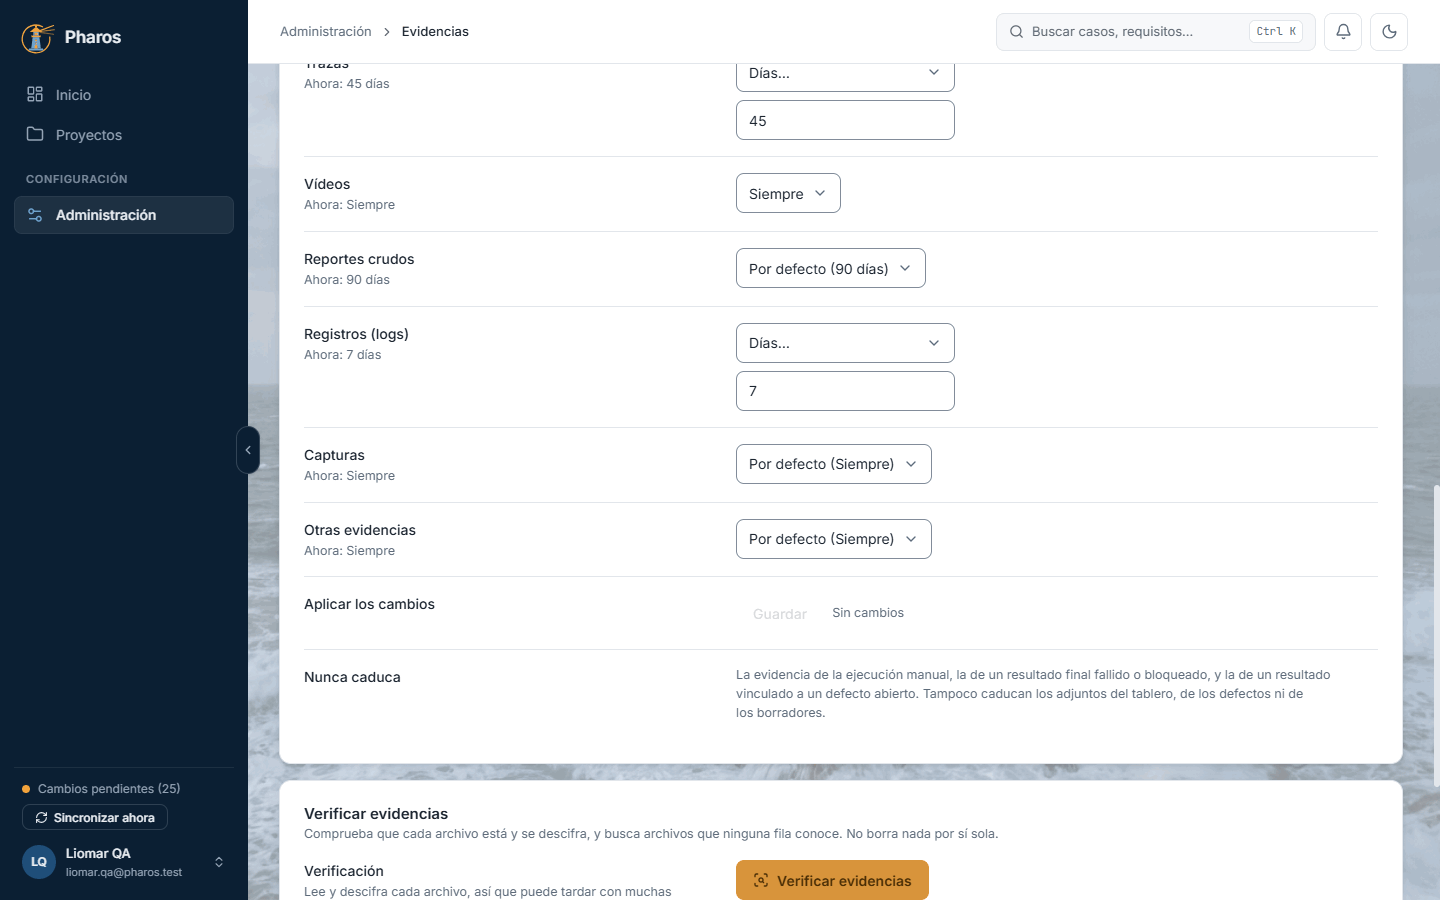 Pharos
Inicio
Proyectos
CONFIGURACIÓN
Administración
Cambios pendientes (25)
Sincronizar ahora
LQ
Liomar QA
liomar.qa@pharos.test
Administración
Evidencias
Buscar casos, requisitos...
Ctrl K
Trazas
Ahora: 45 días
Días...
45
Vídeos
Ahora: Siempre
Siempre
Reportes crudos
Ahora: 90 días
Por defecto (90 días)
Registros (logs)
Ahora: 7 días
Días...
7
Capturas
Ahora: Siempre
Por defecto (Siempre)
Otras evidencias
Ahora: Siempre
Por defecto (Siempre)
Aplicar los cambios
Guardar
Sin cambios
Nunca caduca
La evidencia de la ejecución manual, la de un resultado final fallido o bloqueado, y la de un resultado
vinculado a un defecto abierto. Tampoco caducan los adjuntos del tablero, de los defectos ni de
los borradores.
Verificar evidencias
Comprueba que cada archivo está y se descifra, y busca archivos que ninguna fila conoce. No borra nada por sí sola.
Verificación
Lee y descifra cada archivo, así que puede tardar con muchas
Verificar evidencias